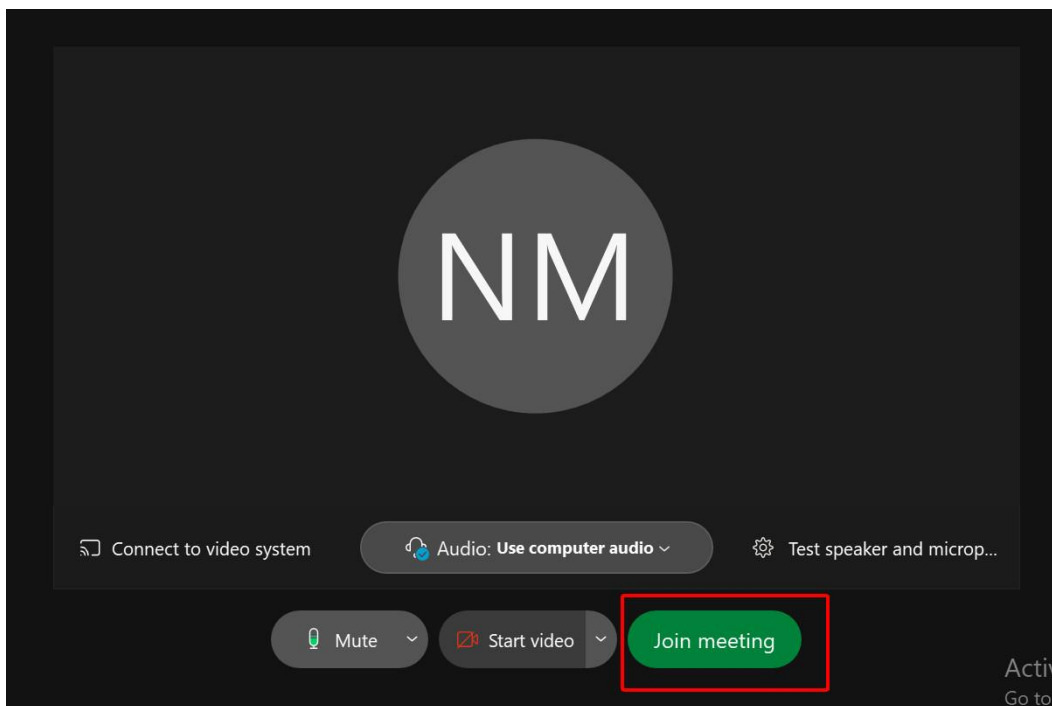 NM
Connect to video system
Audio: Use computer audio
Test speaker and microp...
Mute
Start video
Join meeting
Activ
Go to